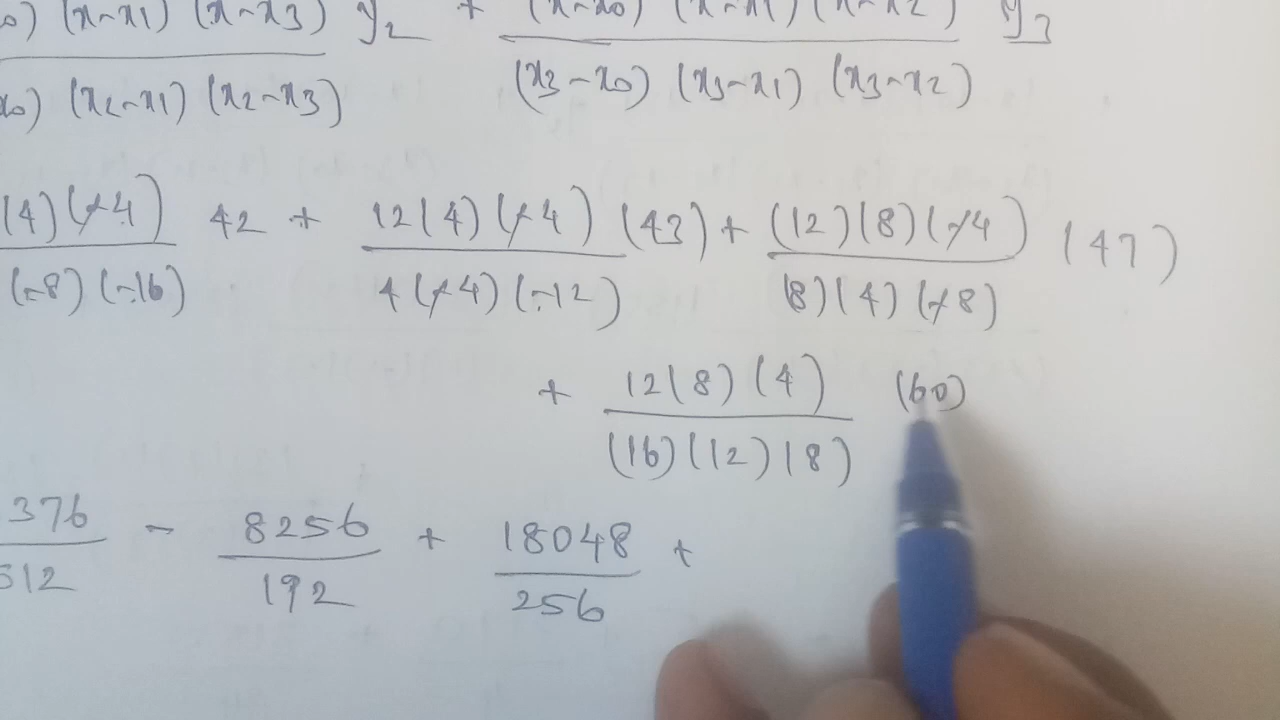 0) (x-x1) (x-x3) y2 + (x-x0) (x-x1) (x-x2) y3
x0) (x2-x1) (x2-x3) (x3-x0) (x3-x1) (x3-x2)
(4)(-4) 42 + 12(4)(-4) (43) + (12)(8)(-4) (47)
(-8)(-16) 4(-4)(-12) (8)(4)(-8)
+ 12(8)(4) (60)
(16)(12)(8)
376 - 8256 + 18048 +
512 192 256